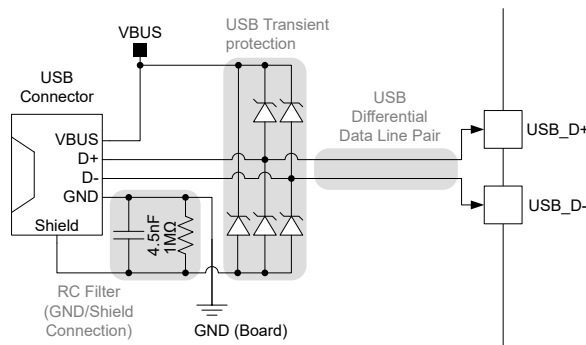 VBUS
USB Transient
protection
USB
Connector
VBUS
D+
D-
GND
Shield
4.5nF
1MΩ
RC Filter
(GND/Shield
Connection)
GND (Board)
USB
Differential
Data Line Pair
USB_D+
USB_D-